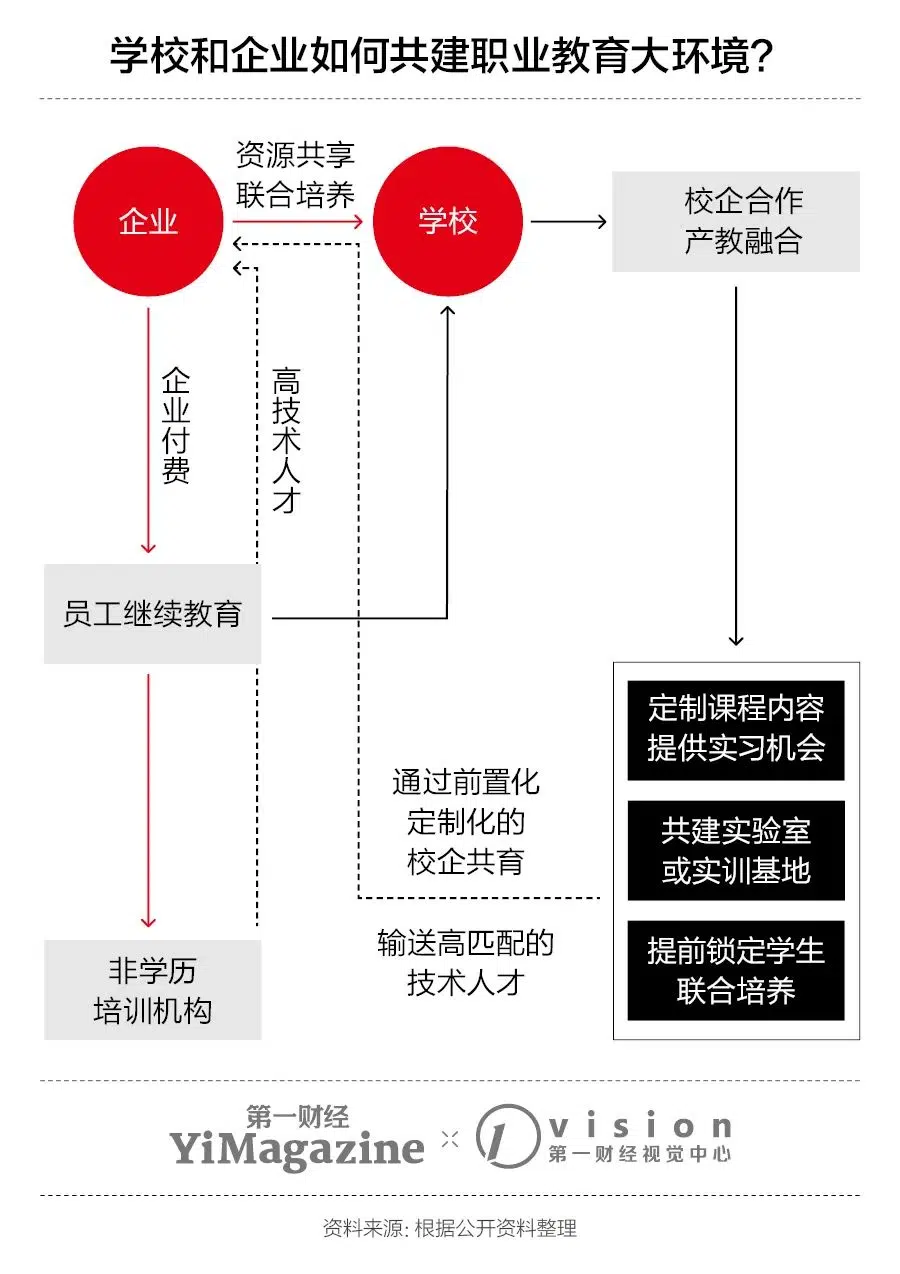 学校和企业如何共建职业教育大环境?
资源共享
联合培养
企业
学校
校企合作
产教融合
企业付费
高技术人才
员工继续教育
定制课程内容
提供实习机会
通过前置化
定制化的
校企共育
共建实验室
或实训基地
输送高匹配的
技术人才
提前锁定学生
联合培养
非学历
培训机构
第一财经
YiMagazine
vision
第一财经视觉中心
资料来源:根据公开资料整理